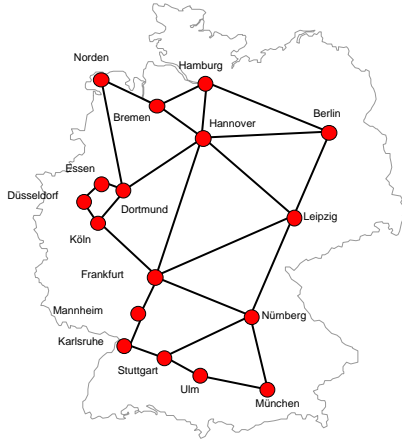 Norden
Hamburg
Bremen
Hannover
Berlin
Essen
Düsseldorf
Dortmund
Köln
Leipzig
Frankfurt
Mannheim
Nürnberg
Karlsruhe
Stuttgart
Ulm
München